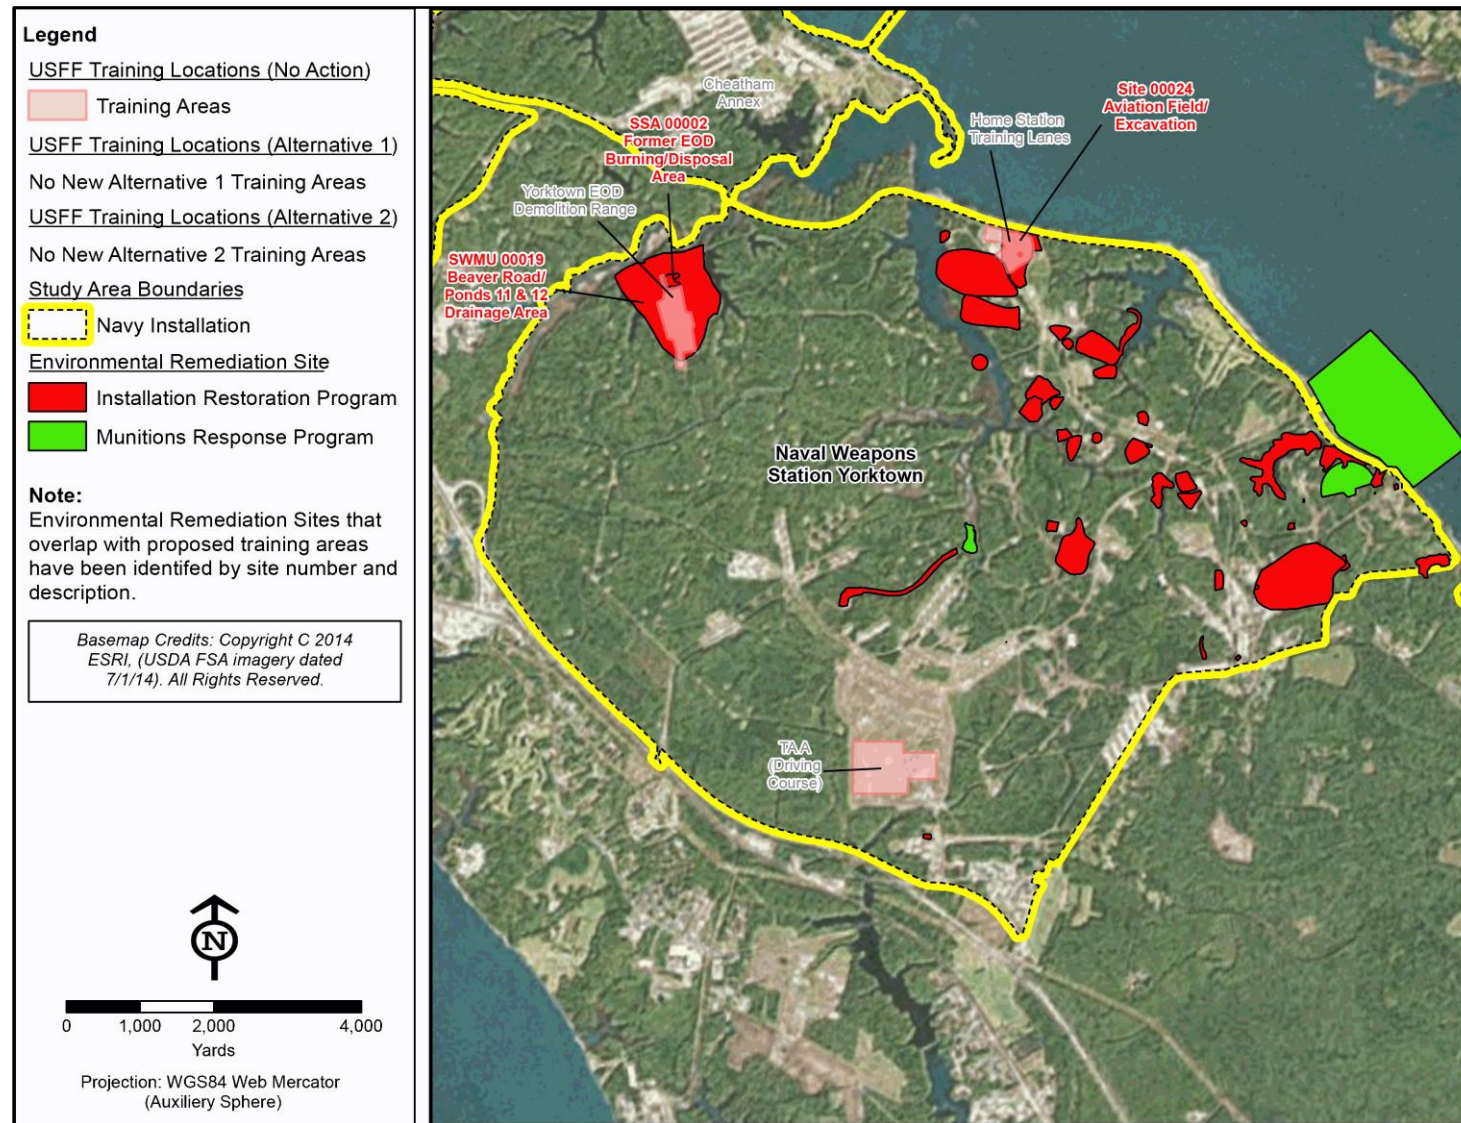 Legend
USFF Training Locations (No Action)
Training Areas
USFF Training Locations (Alternative 1)
No New Alternative 1 Training Areas
USFF Training Locations (Alternative 2)
No New Alternative 2 Training Areas
Study Area Boundaries
Navy Installation
Environmental Remediation Site
Installation Restoration Program
Munitions Response Program
Note:
Environmental Remediation Sites that
overlap with proposed training areas
have been identifed by site number and
description.
Basemap Credits: Copyright C 2014
ESRI, (USDA FSA imagery dated
7/1/14). All Rights Reserved.
N
0 1,000 2,000 4,000
Yards
Projection: WGS84 Web Mercator
(Auxiliery Sphere)
Cheatham
Annex
SSA 00002
Former EOD
Burning/Disposal
Area
Site 00024
Aviation Field/
Excavation
Home Station
Training Lanes
Yorktown EOD
Demolition Range
SWMU 00019
Beaver Road/
Ponds 11 & 12
Drainage Area
Naval Weapons
Station Yorktown
TA A
(Driving
Course)